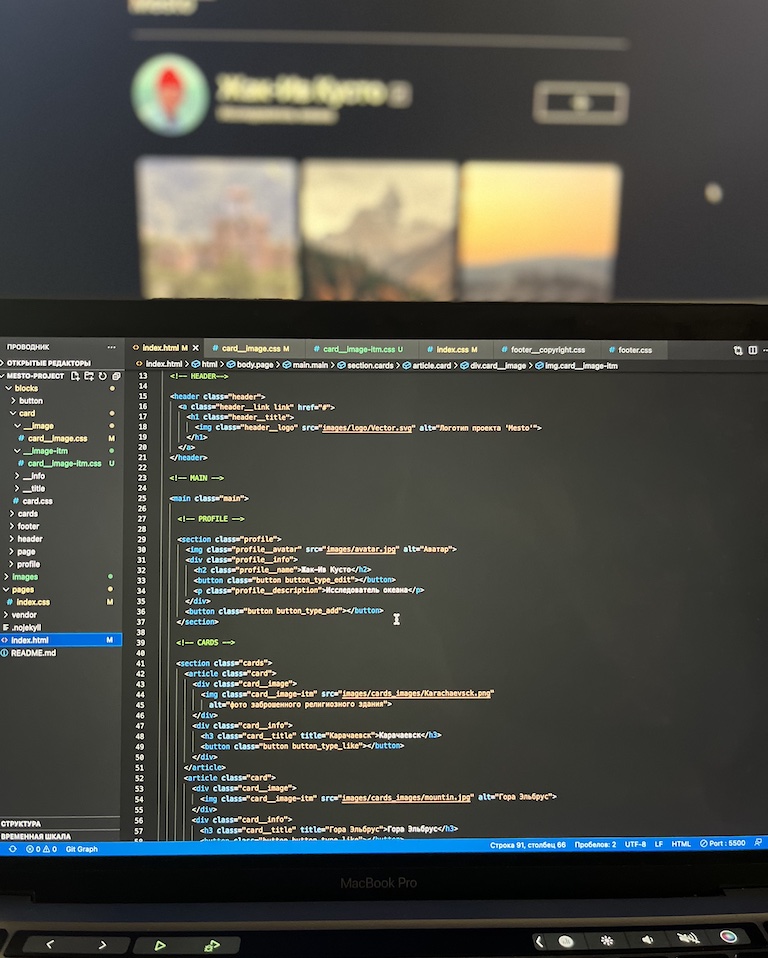 Mesto
Жак-Ив Кусто
ПРОВОДНИК
ОТКРЫТЫЕ РЕДАКТОРЫ
MESTO-PROJECT
blocks
button
card
__image
# card__image.css M
__image-itm
# card__image-itm.css U
__info
__title
# card.css
cards
footer
header
page
profile
images
pages
# index.css M
vendor
.nojekyll
<> index.html M
README.md
СТРУКТУРА
ВРЕМЕННАЯ ШКАЛА
<> index.html M × # card__image.css M # card__image-itm.css U # index.css M # footer__copyright.css # footer.css
<> index.html > html > body.page > main.main > section.cards > article.card > div.card__image > img.card__image-itm
13 <!-- HEADER-->
14
15 <header class="header">
16 <a class="header__link link" href="#">
17 <h1 class="header__title">
18 <img class="header__logo" src="images/logo/Vector.svg" alt="Логотип проекта 'Mesto'">
19 </h1>
20 </a>
21 </header>
22
23 <!-- MAIN -->
24
25 <main class="main">
26
27 <!-- PROFILE -->
28
29 <section class="profile">
30 <img class="profile__avatar" src="images/avatar.jpg" alt="Аватар">
31 <div class="profile__info">
32 <h2 class="profile__name">Жак-Ив Кусто</h2>
33 <button class="button button_type_edit"></button>
34 <p class="profile__description">Исследователь океана</p>
35 </div>
36 <button class="button button_type_add"></button>
37 </section>
38
39 <!-- CARDS -->
40
41 <section class="cards">
42 <article class="card">
43 <div class="card__image">
44 <img class="card__image-itm" src="images/cards_images/Karachaevsck.png"
45 alt="фото заброшенного религиозного здания">
46 </div>
47 <div class="card__info">
48 <h3 class="card__title" title="Карачаевск">Карачаевск</h3>
49 <button class="button button_type_like"></button>
50 </div>
51 </article>
52 <article class="card">
53 <div class="card__image">
54 <img class="card__image-itm" src="images/cards_images/mountin.jpg" alt="Гора Эльбрус">
55 </div>
56 <div class="card__info">
57 <h3 class="card__title" title="Гора Эльбрус">Гора Эльбрус</h3>
58 <button class="button button_type_like"></button>
0 0 Git Graph Строка 91, столбец 66 Пробелов: 2 UTF-8 LF HTML Port : 5500
MacBook Pro